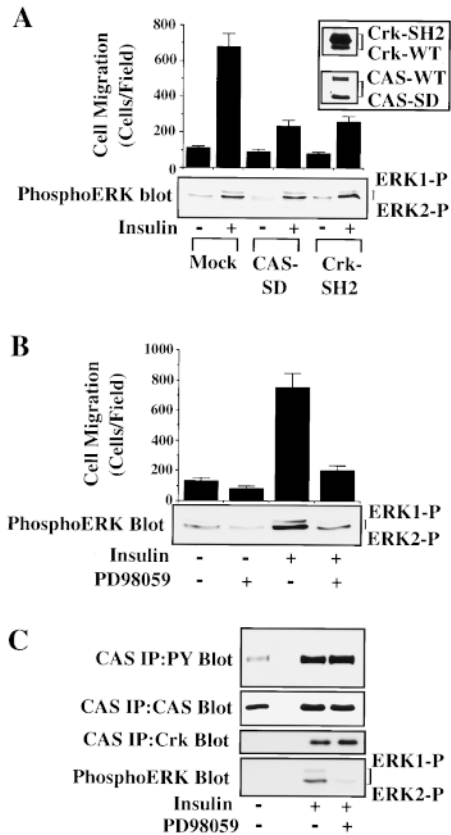 A
Cell Migration
(Cells/Field)
800
600
400
200
0
Crk-SH2
Crk-WT
CAS-WT
CAS-SD
PhosphoERK blot
ERK1-P
ERK2-P
Insulin - + - + - +
Mock CAS-SD Crk-SH2
B
Cell Migration
(Cells/Field)
1000
800
600
400
200
0
PhosphoERK Blot
ERK1-P
ERK2-P
Insulin - - + +
PD98059 - + - +
C
CAS IP:PY Blot
CAS IP:CAS Blot
CAS IP:Crk Blot
PhosphoERK Blot
ERK1-P
ERK2-P
Insulin - + +
PD98059 - - +